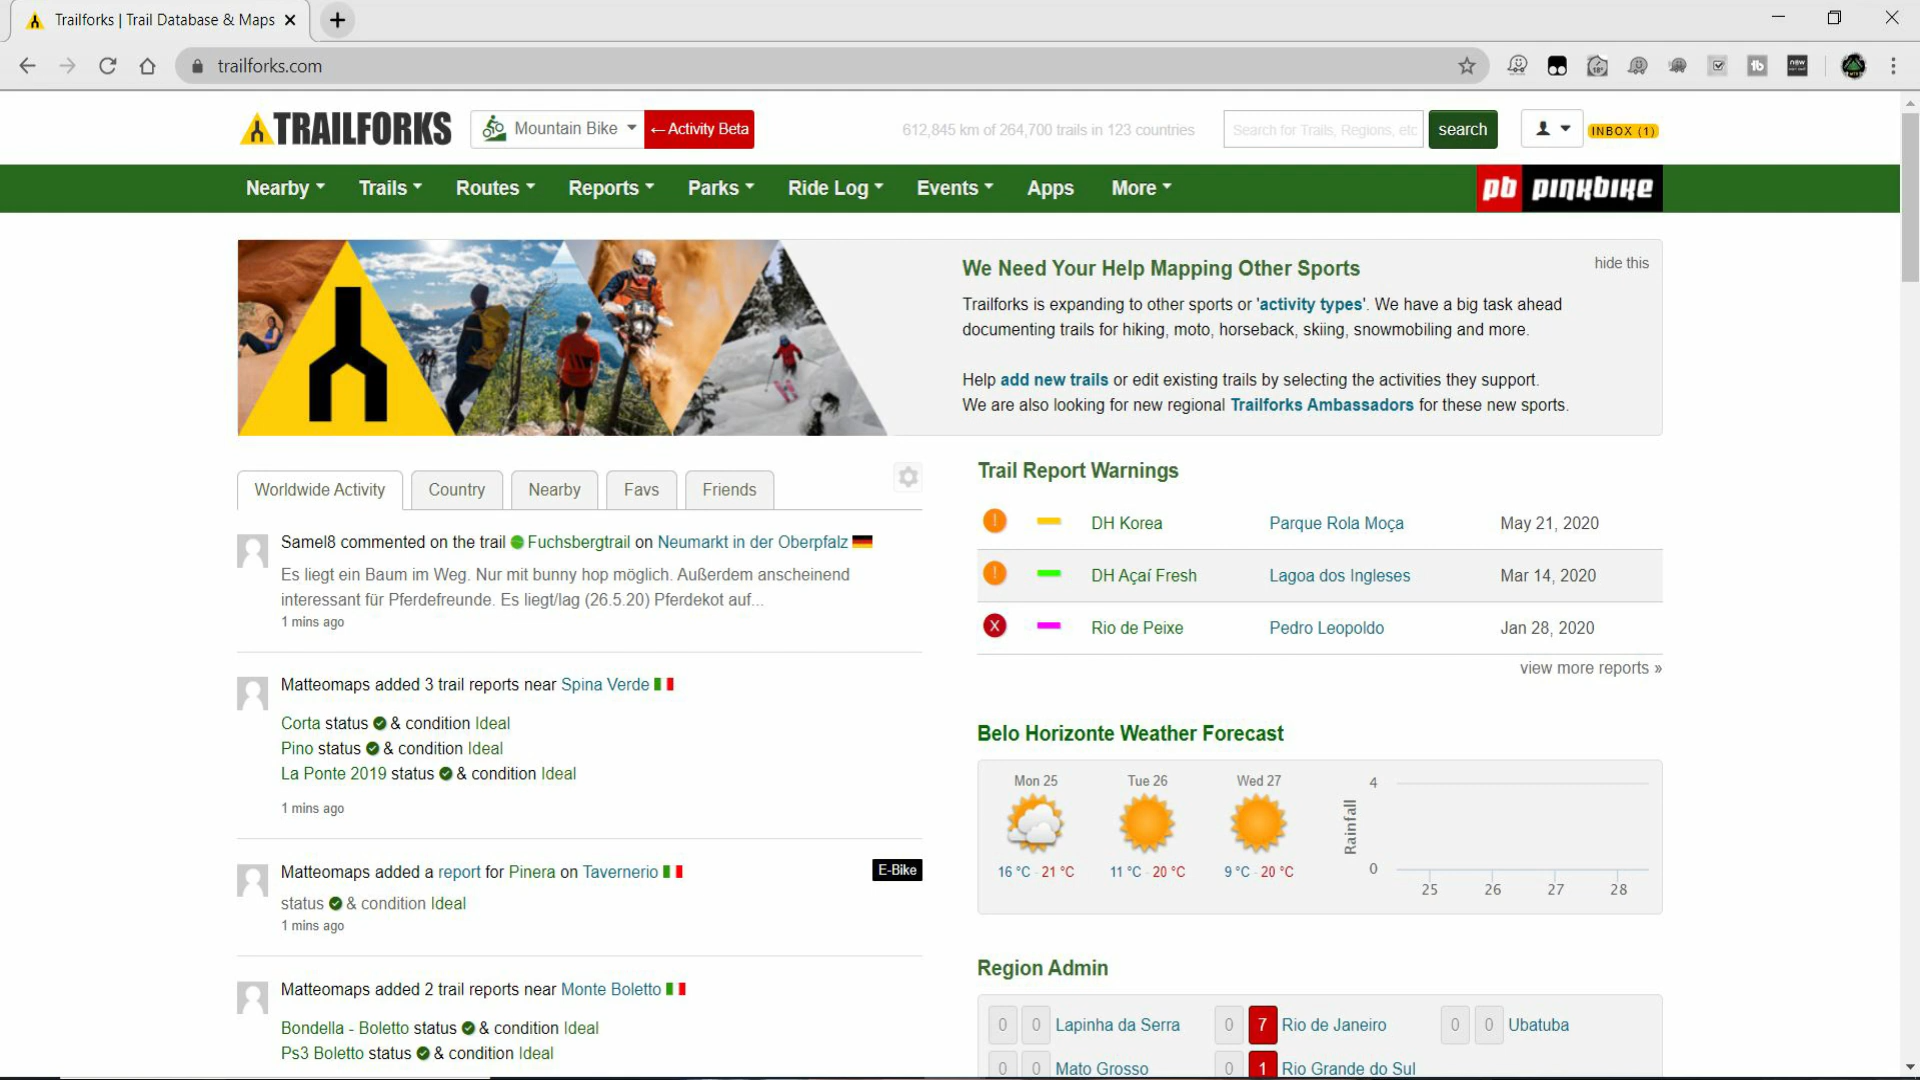 Trailforks | Trail Database & Maps
trailforks.com
TRAILFORKS
Mountain Bike
←Activity Beta
612,845 km of 264,700 trails in 123 countries
Search for Trails, Regions, etc
search
INBOX (1)
Nearby
Trails
Routes
Reports
Parks
Ride Log
Events
Apps
More
pb pinkbike
We Need Your Help Mapping Other Sports
hide this
Trailforks is expanding to other sports or 'activity types'. We have a big task ahead
documenting trails for hiking, moto, horseback, skiing, snowmobiling and more.
Help add new trails or edit existing trails by selecting the activities they support.
We are also looking for new regional Trailforks Ambassadors for these new sports.
Worldwide Activity
Country
Nearby
Favs
Friends
Samel8 commented on the trail Fuchsbergtrail on Neumarkt in der Oberpfalz
Es liegt ein Baum im Weg. Nur mit bunny hop möglich. Außerdem anscheinend
interessant für Pferdefreunde. Es liegt/lag (26.5.20) Pferdekot auf...
1 mins ago
Matteomaps added 3 trail reports near Spina Verde
Corta status & condition Ideal
Pino status & condition Ideal
La Ponte 2019 status & condition Ideal
1 mins ago
Matteomaps added a report for Pinera on Tavernerio
E-Bike
status & condition Ideal
1 mins ago
Matteomaps added 2 trail reports near Monte Boletto
Bondella - Boletto status & condition Ideal
Ps3 Boletto status & condition Ideal
Trail Report Warnings
! DH Korea Parque Rola Moça May 21, 2020
! DH Açaí Fresh Lagoa dos Ingleses Mar 14, 2020
X Rio de Peixe Pedro Leopoldo Jan 28, 2020
view more reports »
Belo Horizonte Weather Forecast
Mon 25 Tue 26 Wed 27
16 °C - 21 °C 11 °C - 20 °C 9 °C - 20 °C
Rainfall
4
0
25 26 27 28
Region Admin
0 0 Lapinha da Serra 0 7 Rio de Janeiro 0 0 Ubatuba
0 0 Mato Grosso 0 1 Rio Grande do Sul